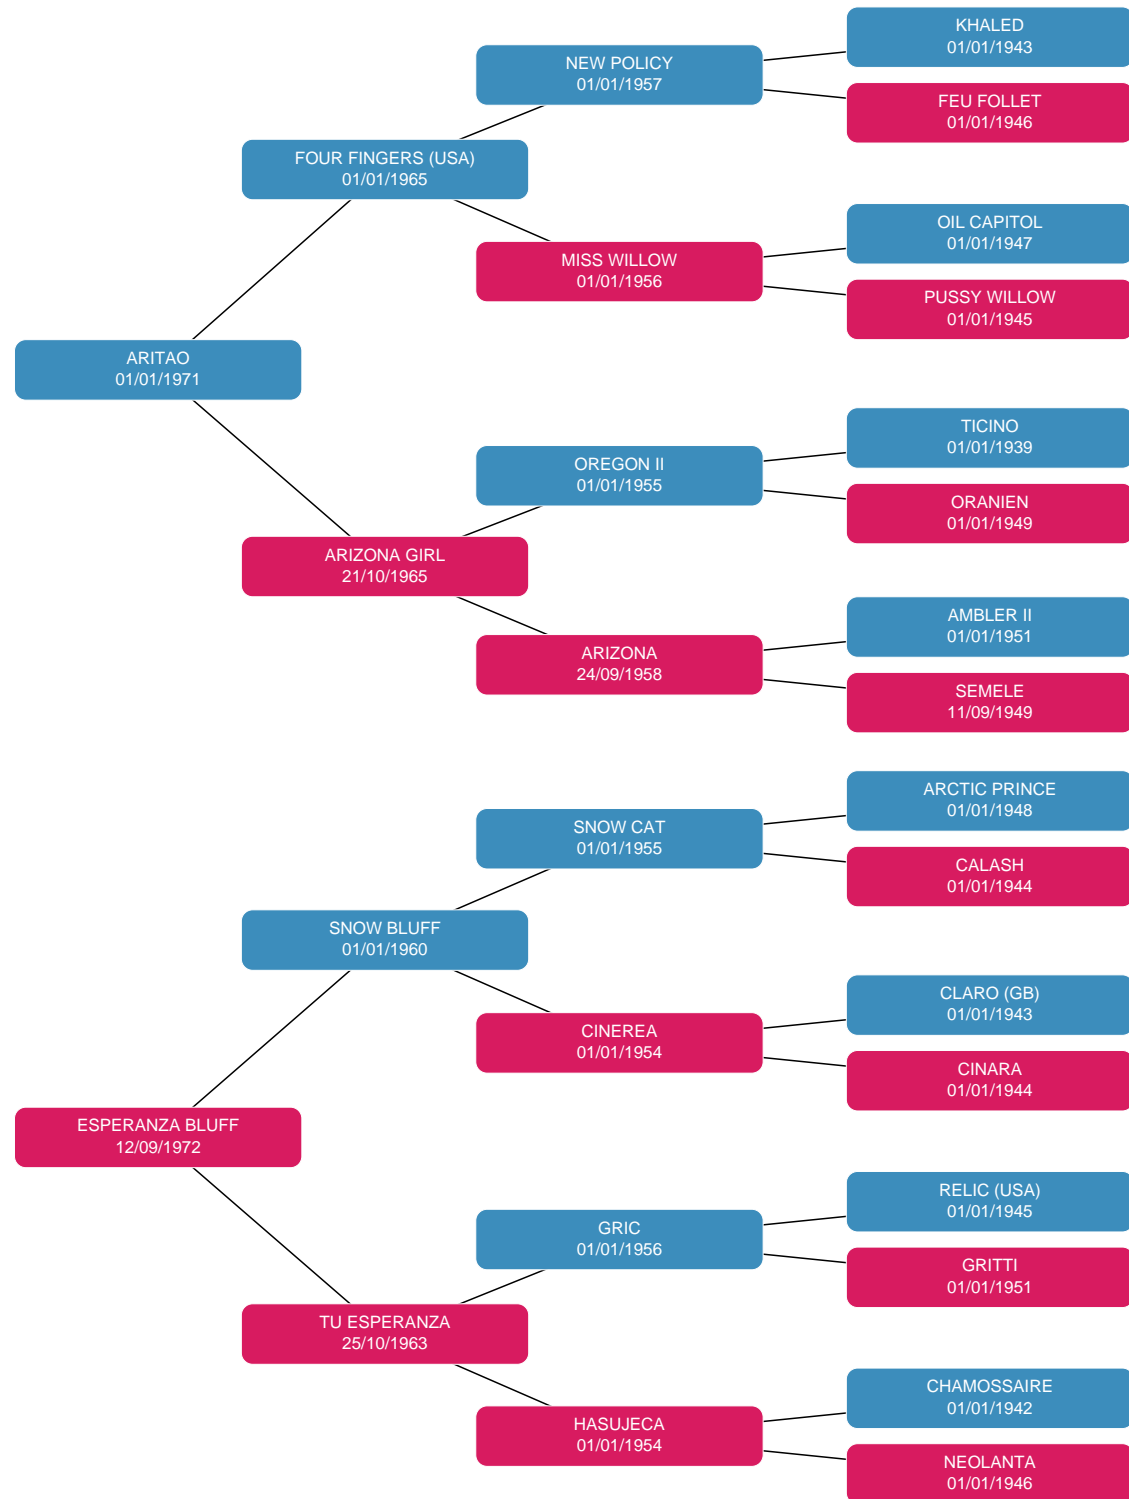 KHALED
01/01/1943
NEW POLICY
01/01/1957
FEU FOLLET
01/01/1946
FOUR FINGERS (USA)
01/01/1965
OIL CAPITOL
01/01/1947
MISS WILLOW
01/01/1956
PUSSY WILLOW
01/01/1945
ARITAO
01/01/1971
TICINO
01/01/1939
OREGON II
01/01/1955
ORANIEN
01/01/1949
ARIZONA GIRL
21/10/1965
AMBLER II
01/01/1951
ARIZONA
24/09/1958
SEMELE
11/09/1949
ARCTIC PRINCE
01/01/1948
SNOW CAT
01/01/1955
CALASH
01/01/1944
SNOW BLUFF
01/01/1960
CLARO (GB)
01/01/1943
CINEREA
01/01/1954
CINARA
01/01/1944
ESPERANZA BLUFF
12/09/1972
RELIC (USA)
01/01/1945
GRIC
01/01/1956
GRITTI
01/01/1951
TU ESPERANZA
25/10/1963
CHAMOSSAIRE
01/01/1942
HASUJECA
01/01/1954
NEOLANTA
01/01/1946